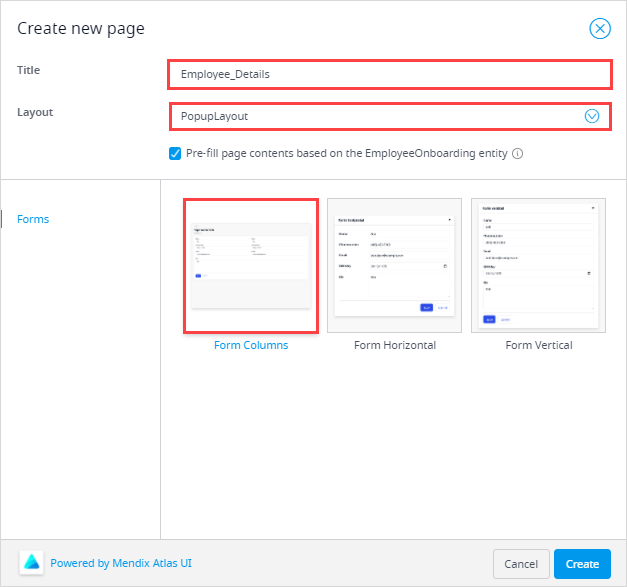 Create new page
Title
Employee_Details
Layout
PopupLayout
Pre-fill page contents based on the EmployeeOnboarding entity
Forms
Form Columns
Form Horizontal
Form Vertical
Powered by Mendix Atlas UI
Cancel
Create